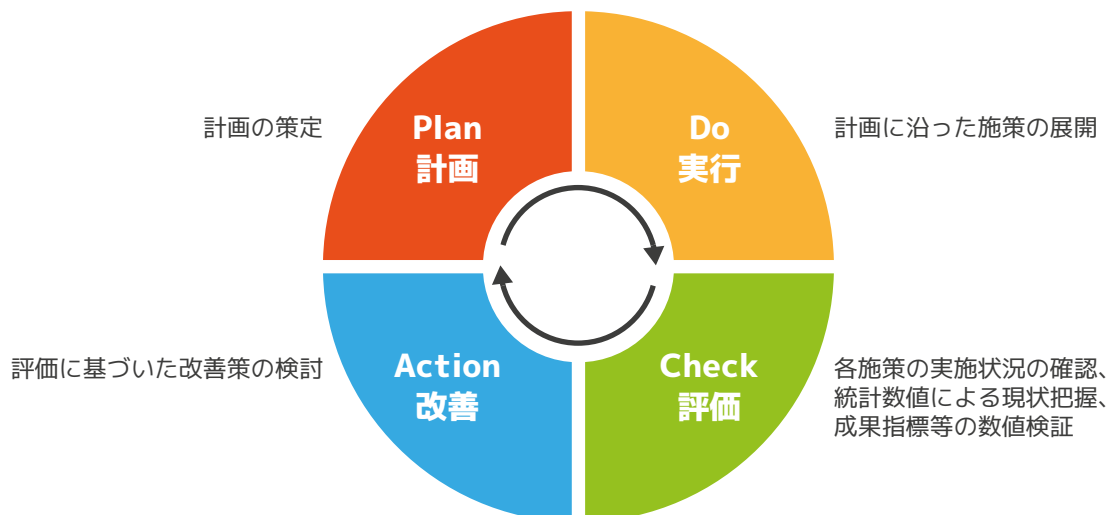 計画の策定
Plan
計画
Do
実行
計画に沿った施策の展開
評価に基づいた改善策の検討
Action
改善
Check
評価
各施策の実施状況の確認、
統計数値による現状把握、
成果指標等の数値検証